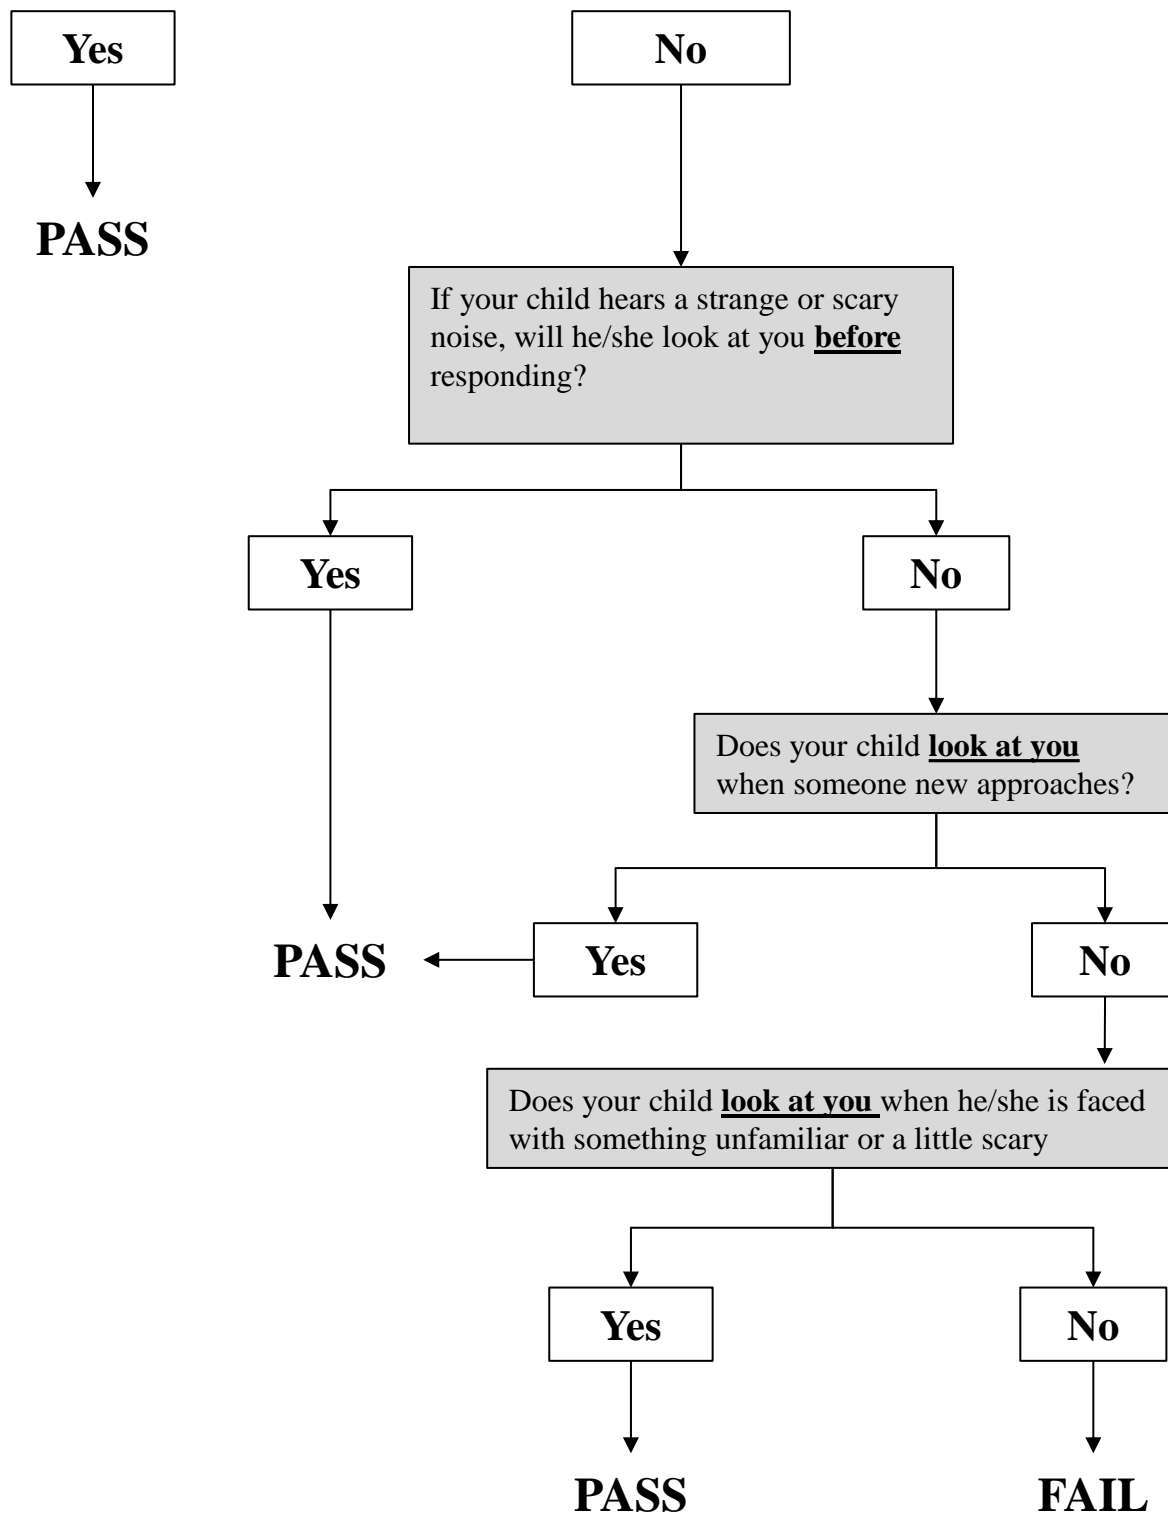 Yes
No
PASS
If your child hears a strange or scary
noise, will he/she look at you before
responding?
Yes
No
Does your child look at you
when someone new approaches?
PASS
Yes
No
Does your child look at you when he/she is faced
with something unfamiliar or a little scary
Yes
No
PASS
FAIL